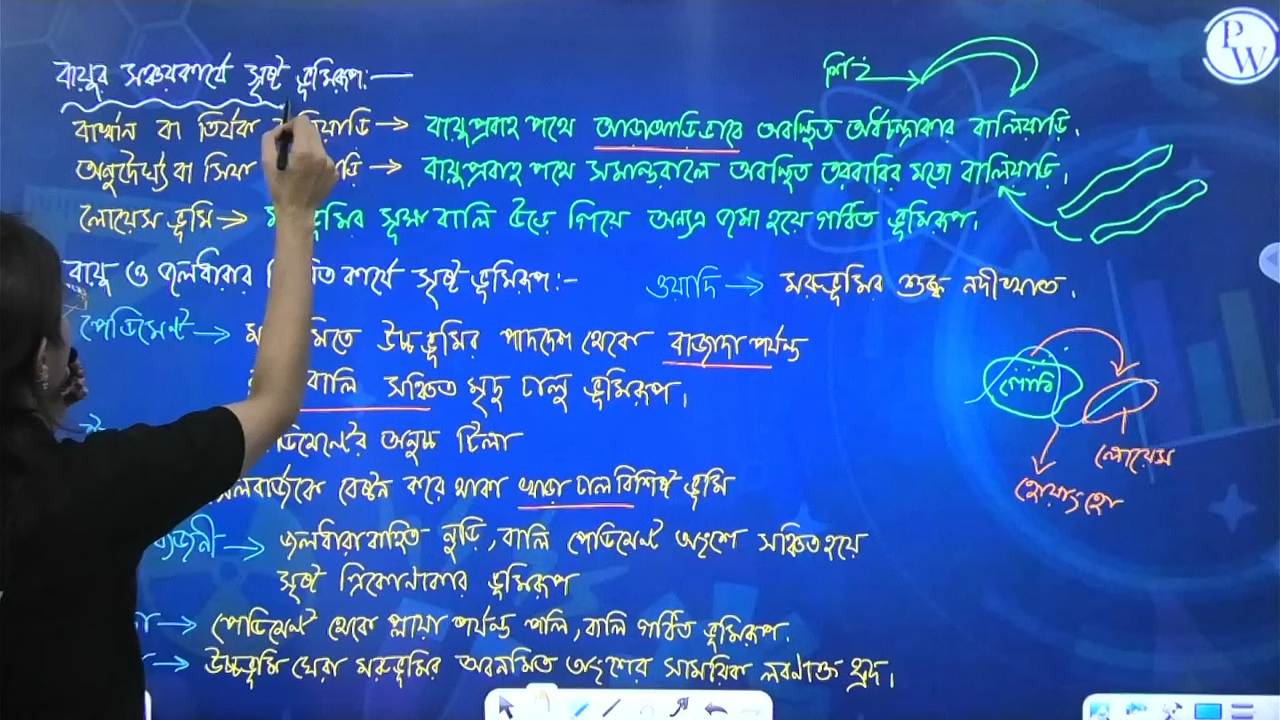 বায়ুর সঞ্চয়কার্যে সৃষ্ট ভূমিরূপ:—
শিং
বার্খান বা তির্যক বালিয়াড়ি → বায়ুপ্রবাহ পথে আড়াআড়িভাবে অবস্থিত অর্ধচন্দ্রাকার বালিয়াড়ি.
অনুদৈর্ঘ্য বা সিফ → বায়ুপ্রবাহ পথে সমান্তরালে অবস্থিত তরবারির মতো বালিয়াড়ি.
লোয়েস ভূমি → মরুভূমির সূক্ষ্ম বালি উড়ে গিয়ে অন্যত্র জমা হয়ে গঠিত ভূমিরূপ.
বায়ু ও জলধারার মিলিত কার্যে সৃষ্ট ভূমিরূপ:-
ওয়াদি → মরুভূমির শুষ্ক নদীখাত.
পেডিমেন্ট → উচ্চভূমির পাদদেশ থেকে বাজাদা পর্যন্ত
বালি সঞ্চিত মৃদু ঢালু ভূমিরূপ।
অনুচ্চ টিলা
বেষ্টন করে থাকা খাড়া ঢাল বিশিষ্ট ভূমি
→ জলধারাবাহিত নুড়ি, বালি পেডিমেন্ট অংশে সঞ্চিত হয়ে
সৃষ্ট ত্রিকোণাকার ভূমিরূপ
→ পেডিমেন্ট থেকে প্লায়া পর্যন্ত পলি, বালি গঠিত ভূমিরূপ.
→ উচ্চভূমি ঘেরা মরুভূমির অবনমিত অংশের সাময়িক লবণাক্ত হ্রদ।
গোবি
লোয়েস
হোয়াংহো
PW